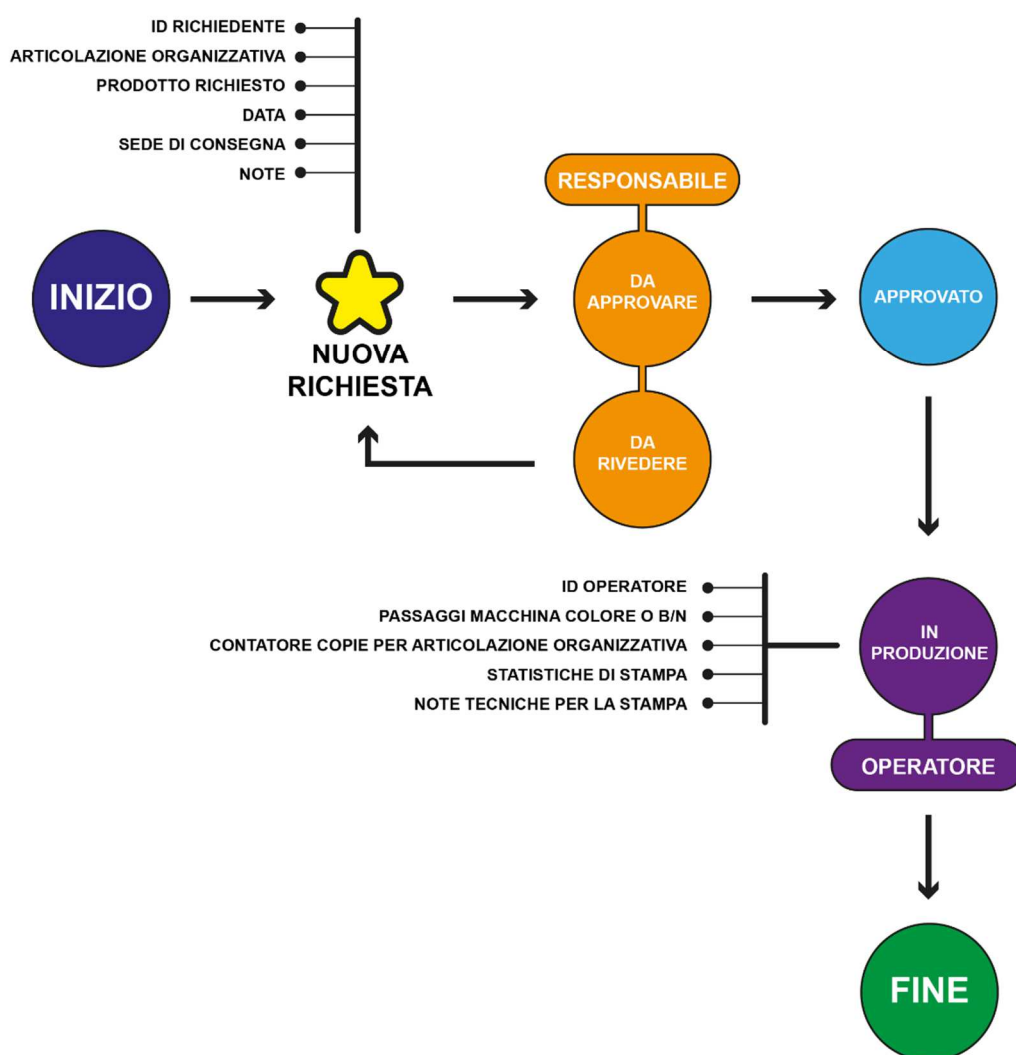 ID RICHIEDENTE
ARTICOLAZIONE ORGANIZZATIVA
PRODOTTO RICHIESTO
DATA
SEDE DI CONSEGNA
NOTE
RESPONSABILE
INIZIO
NUOVA
RICHIESTA
DA
APPROVARE
APPROVATO
DA
RIVEDERE
ID OPERATORE
PASSAGGI MACCHINA COLORE O B/N
CONTATORE COPIE PER ARTICOLAZIONE ORGANIZZATIVA
STATISTICHE DI STAMPA
NOTE TECNICHE PER LA STAMPA
IN
PRODUZIONE
OPERATORE
FINE